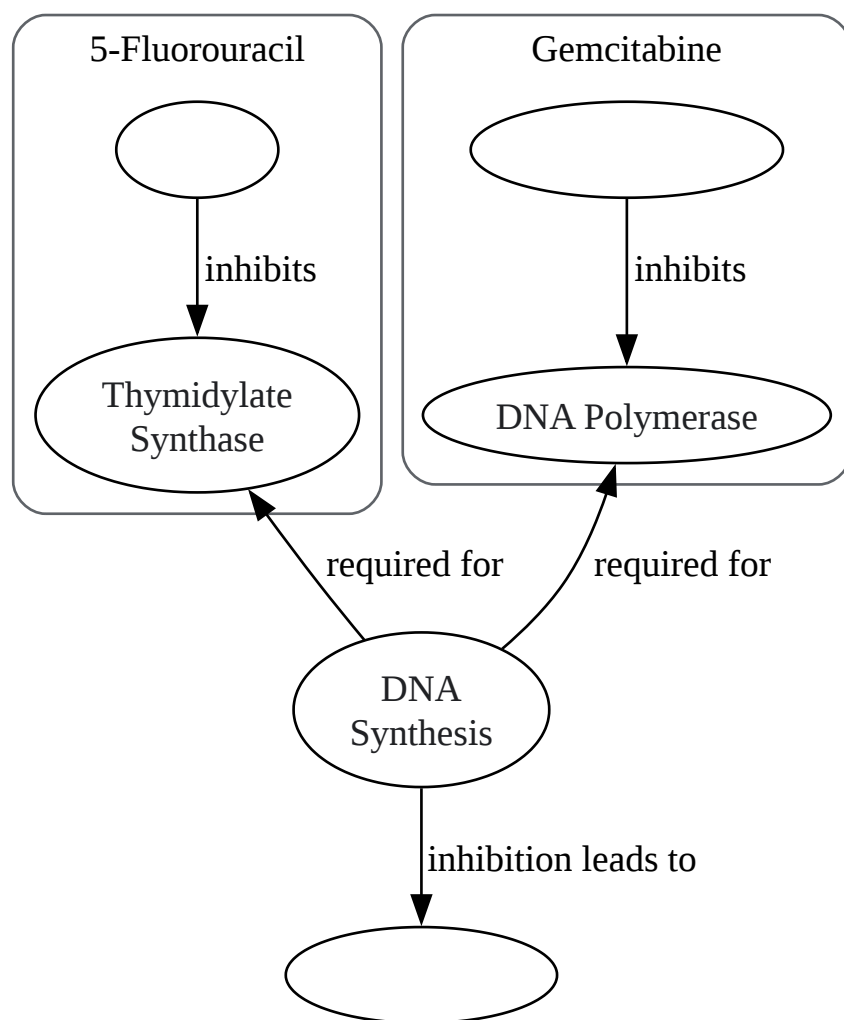 5-Fluorouracil
Gemcitabine
inhibits
inhibits
Thymidylate
Synthase
DNA Polymerase
required for
required for
DNA
Synthesis
inhibition leads to